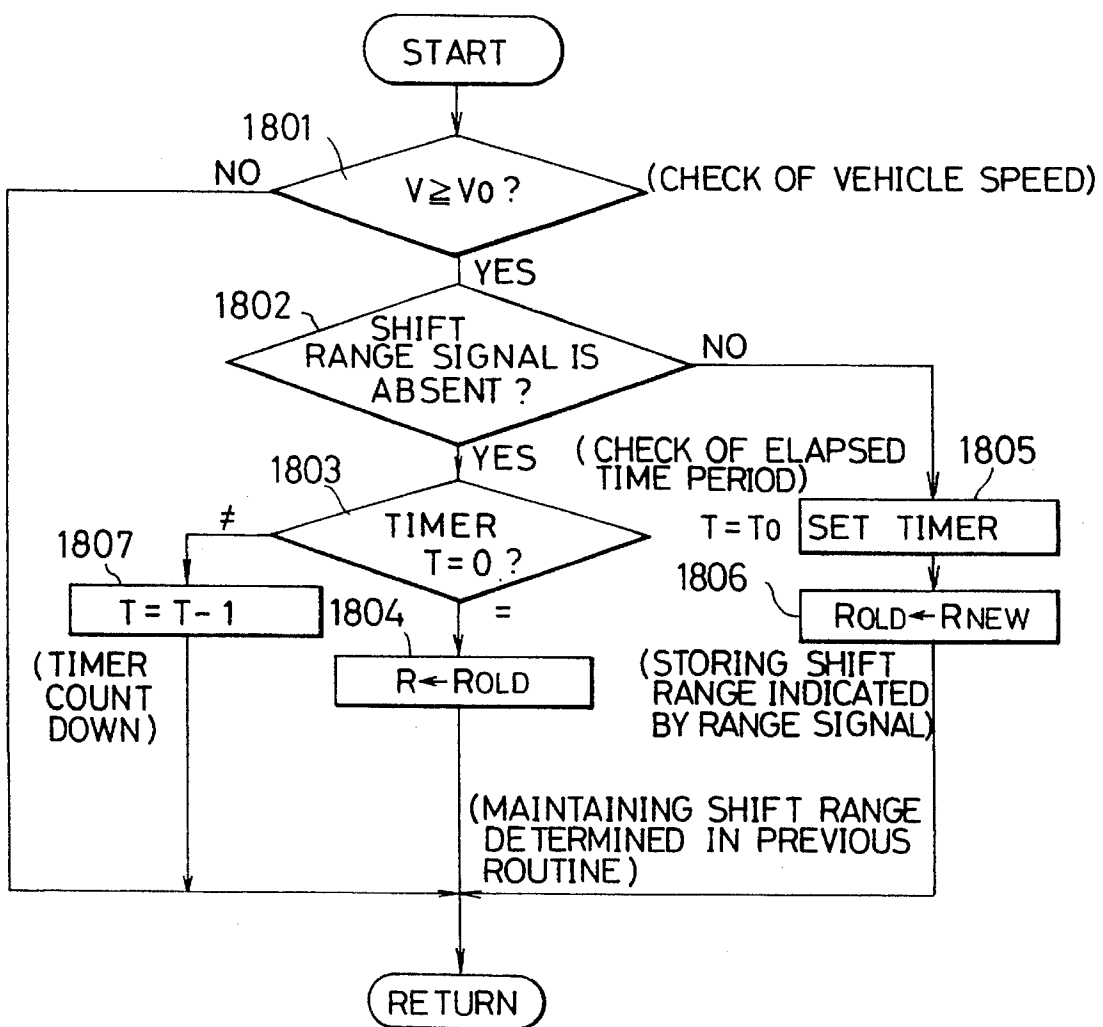 START
1801
NO
V≧V0 ?
(CHECK OF VEHICLE SPEED)
YES
1802
SHIFT
RANGE SIGNAL IS
ABSENT ?
NO
YES
(CHECK OF ELAPSED
TIME PERIOD)
1805
1803
≠
TIMER
T=0 ?
T=T0
SET TIMER
1807
T=T-1
=
1806
ROLD←RNEW
1804
R←ROLD
(TIMER
COUNT
DOWN)
(STORING SHIFT
RANGE INDICATED
BY RANGE SIGNAL)
(MAINTAINING SHIFT RANGE
DETERMINED IN PREVIOUS
ROUTINE)
RETURN